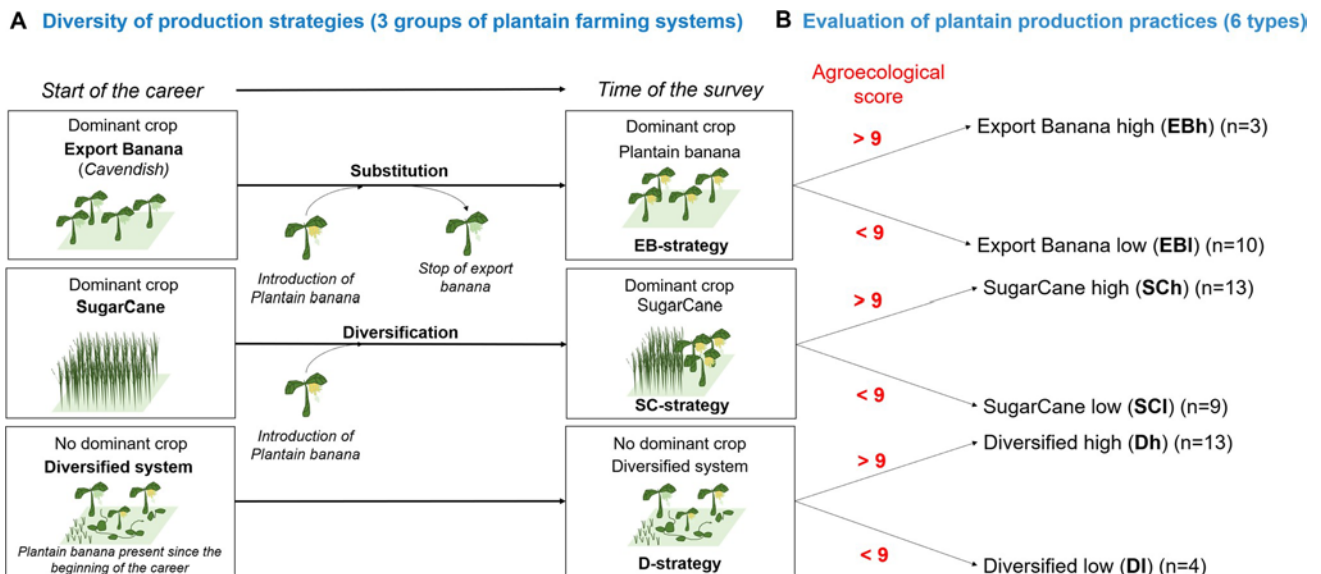 A Diversity of production strategies (3 groups of plantain farming systems)
B Evaluation of plantain production practices (6 types)
Start of the career
Time of the survey
Agroecological
score
Dominant crop
Export Banana
(Cavendish)
Substitution
Introduction of
Plantain banana
Stop of export
banana
Dominant crop
Plantain banana
EB-strategy
> 9
Export Banana high (EBh) (n=3)
< 9
Export Banana low (EBl) (n=10)
Dominant crop
SugarCane
Diversification
Introduction of
Plantain banana
Dominant crop
SugarCane
SC-strategy
> 9
SugarCane high (SCh) (n=13)
< 9
SugarCane low (SCl) (n=9)
No dominant crop
Diversified system
Plantain banana present since the
beginning of the career
No dominant crop
Diversified system
D-strategy
> 9
Diversified high (Dh) (n=13)
< 9
Diversified low (Dl) (n=4)